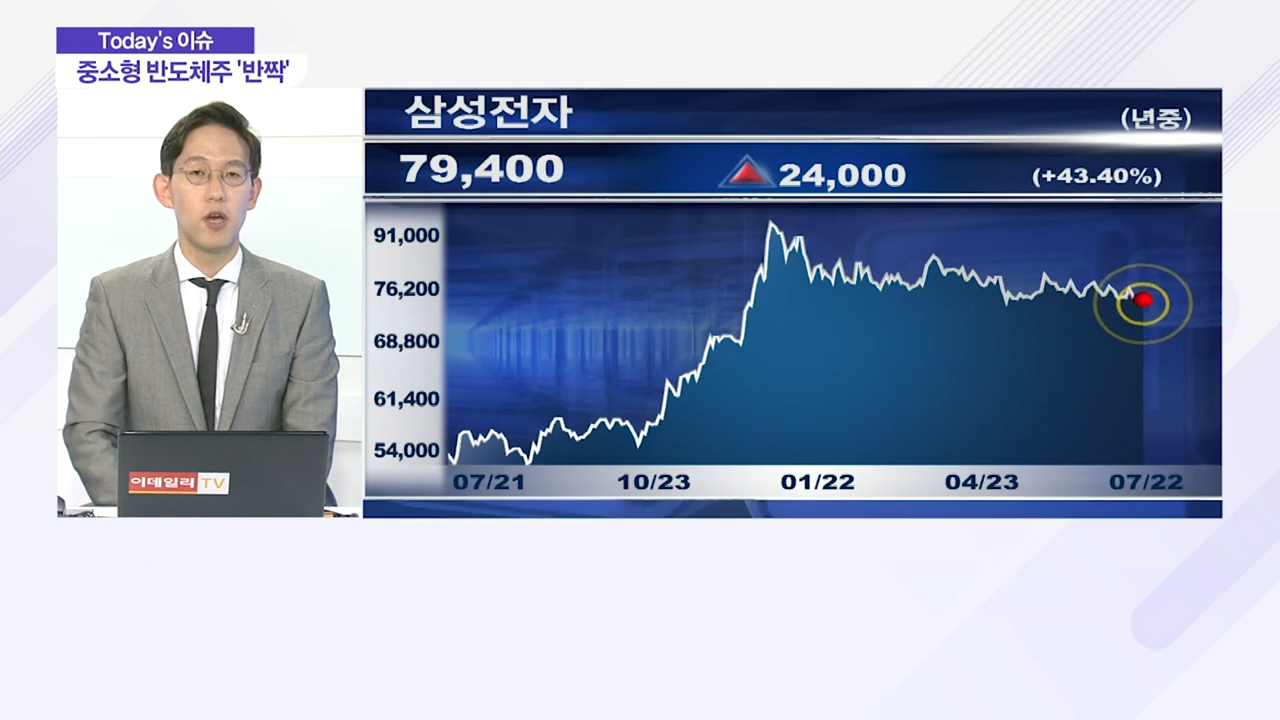 Today's 이슈
중소형 반도체주 '반짝'
삼성전자
(년중)
79,400
24,000
(+43.40%)
91,000
76,200
68,800
61,400
54,000
07/21
10/23
01/22
04/23
07/22
이데일리 TV